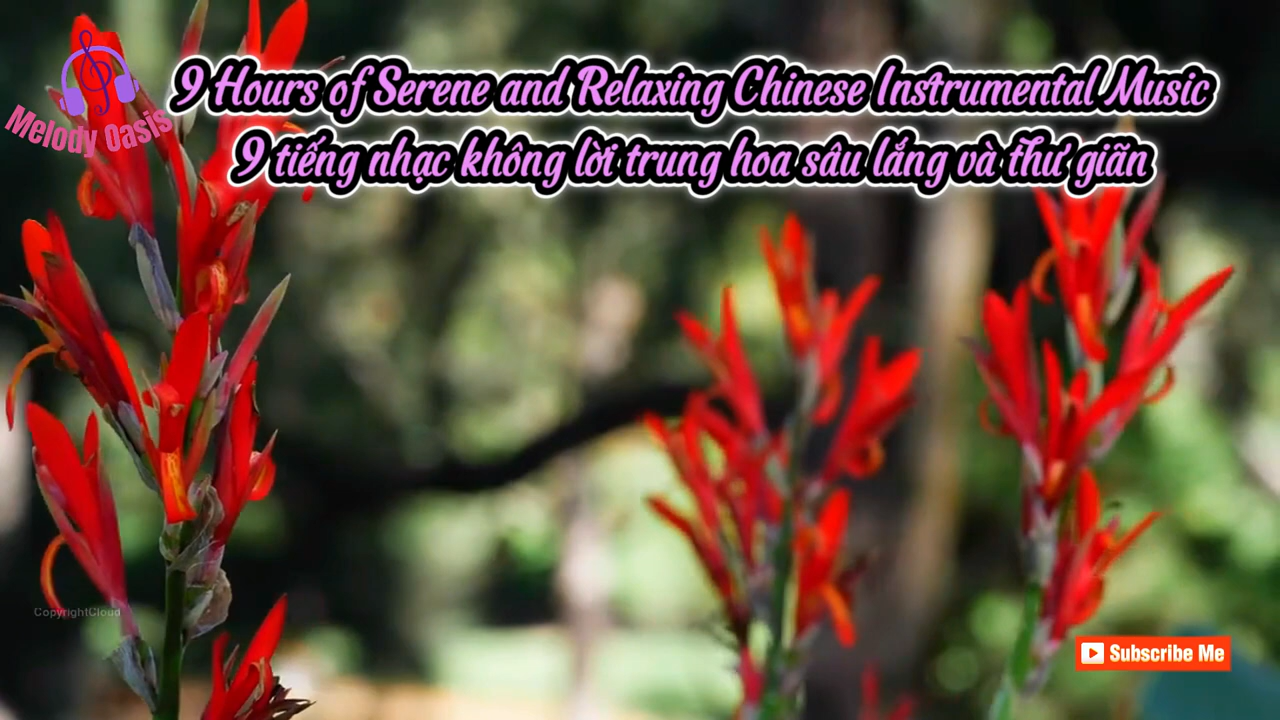 9 Hours of Serene and Relaxing Chinese Instrumental Music
9 tiếng nhạc không lời trung hoa sâu lắng và thư giãn
Melody Oasis
CopyrightCloud
Subscribe Me